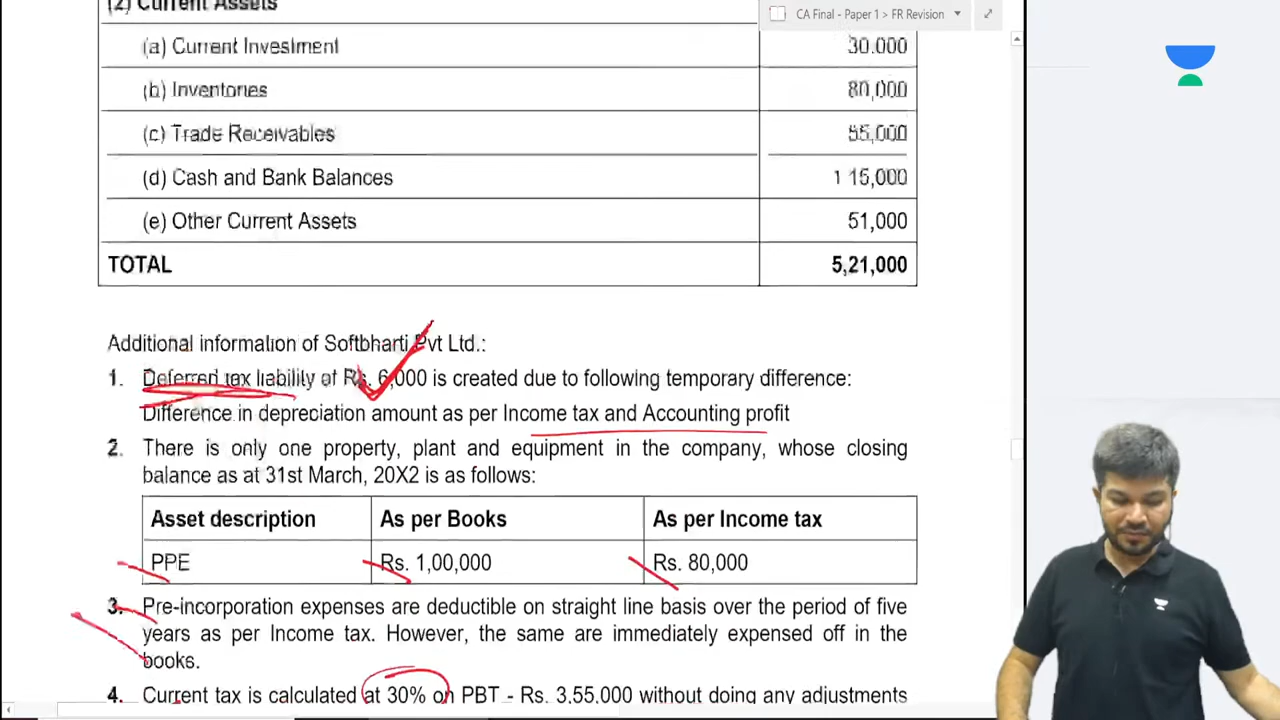 (2) Current Assets
CA Final - Paper 1 > FR Revision
(a) Current Investment 30.000
(b) Inventories 80,000
(c) Trade Receivables 55,000
(d) Cash and Bank Balances 1 15,000
(e) Other Current Assets 51,000
TOTAL 5,21,000
Additional information of Softbharti Pvt Ltd.:
1. Deferred tax liability of Rs. 6,000 is created due to following temporary difference:
Difference in depreciation amount as per Income tax and Accounting profit
2. There is only one property, plant and equipment in the company, whose closing
balance as at 31st March, 20X2 is as follows:
Asset description As per Books As per Income tax
PPE Rs. 1,00,000 Rs. 80,000
3. Pre-incorporation expenses are deductible on straight line basis over the period of five
years as per Income tax. However, the same are immediately expensed off in the
books.
4. Current tax is calculated at 30% on PBT - Rs. 3,55,000 without doing any adjustments